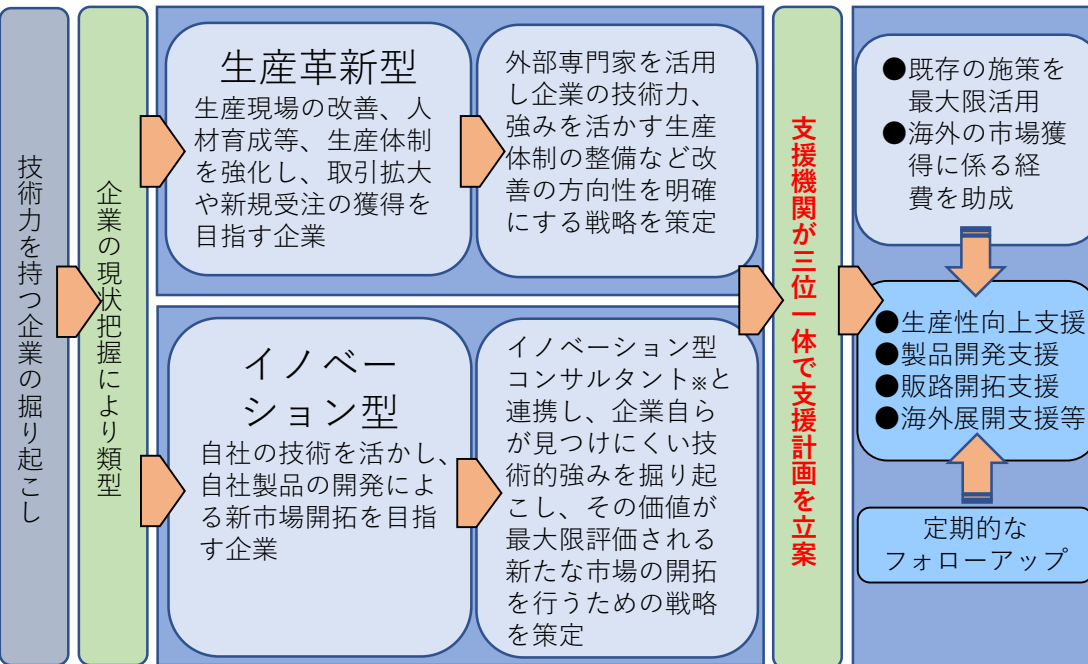 技術力を持つ企業の掘り起こし
企業の現状把握により類型
生産革新型
生産現場の改善、人
材育成等、生産体制
を強化し、取引拡大
や新規受注の獲得を
目指す企業
外部専門家を活用
し企業の技術力、
強みを活かす生産
体制の整備など改
善の方向性を明確
にする戦略を策定
イノベー
ション型
自社の技術を活かし、
自社製品の開発によ
る新市場開拓を目指
す企業
イノベーション型
コンサルタント※と
連携し、企業自ら
が見つけにくい技
術的強みを掘り起
こし、その価値が
最大限評価される
新たな市場の開拓
を行うための戦略
を策定
支援機関が三位一体で支援計画を立案
●既存の施策を
最大限活用
●海外の市場獲
得に係る経
費を助成
●生産性向上支援
●製品開発支援
●販路開拓支援
●海外展開支援等
定期的な
フォローアップ